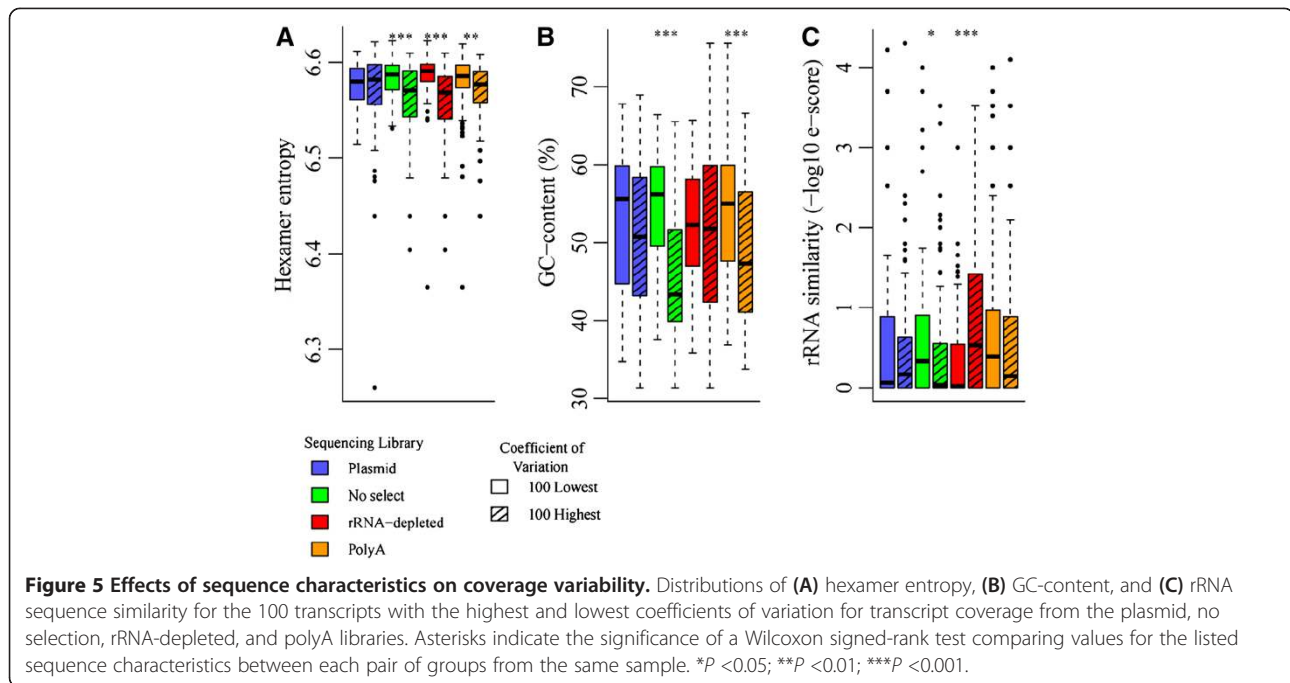 A
B
C
*** *** **
*** ***
* ***
Hexamer entropy
6.6
6.5
6.4
6.3
GC-content (%)
70
60
50
40
30
rRNA similarity (-log10 e-score)
4
3
2
1
0
Sequencing Library
Plasmid
No select
rRNA-depleted
PolyA
Coefficient of
Variation
100 Lowest
100 Highest
Figure 5 Effects of sequence characteristics on coverage variability. Distributions of (A) hexamer entropy, (B) GC-content, and (C) rRNA
sequence similarity for the 100 transcripts with the highest and lowest coefficients of variation for transcript coverage from the plasmid, no
selection, rRNA-depleted, and polyA libraries. Asterisks indicate the significance of a Wilcoxon signed-rank test comparing values for the listed
sequence characteristics between each pair of groups from the same sample. *P <0.05; **P <0.01; ***P <0.001.